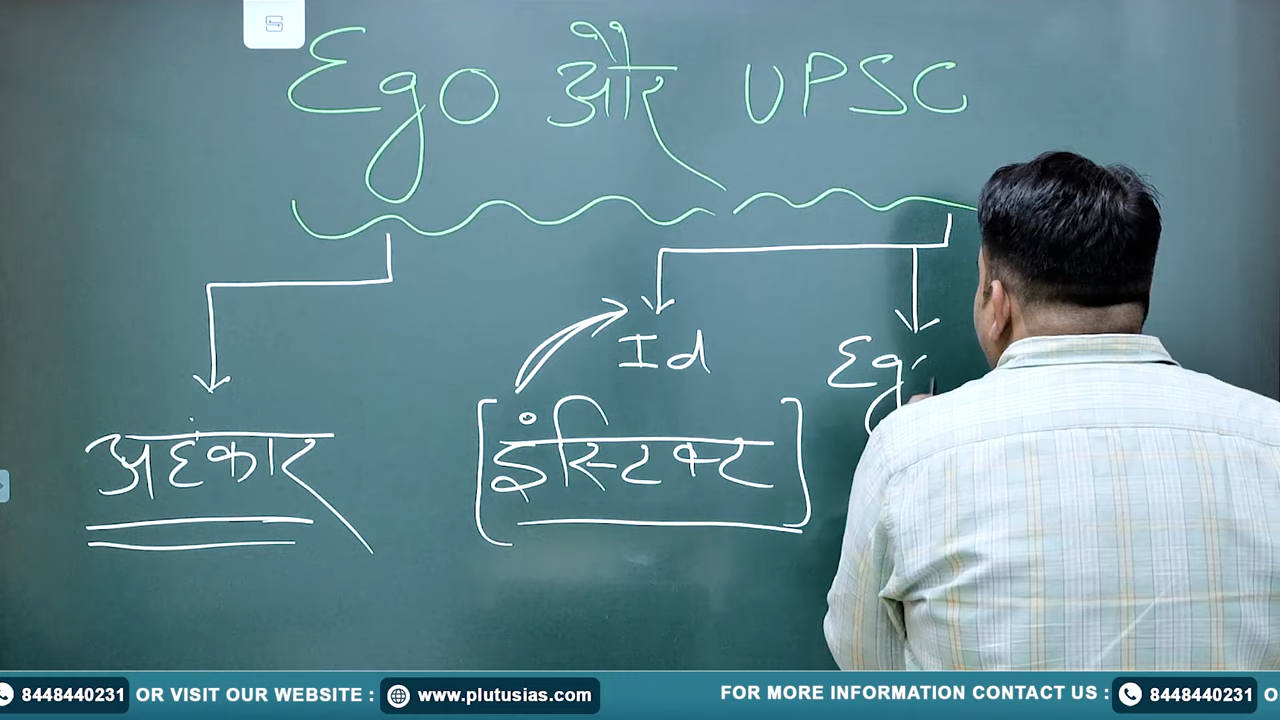 Ego और UPSC
Id
Eg
अहंकार
[इंस्टिक्ट]
8448440231 OR VISIT OUR WEBSITE : www.plutusias.com FOR MORE INFORMATION CONTACT US : 8448440231 O